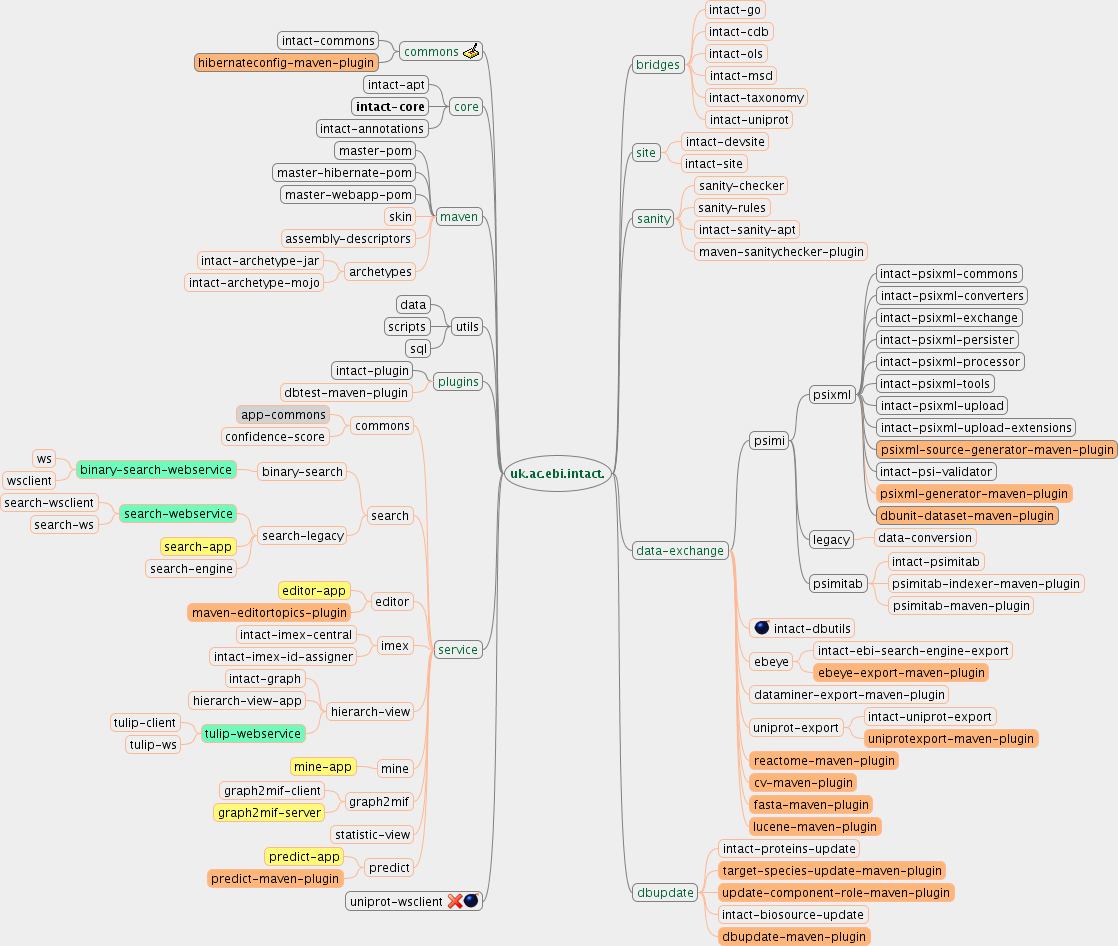 uk.ac.ebi.intact.
commons
intact-commons
hibernateconfig-maven-plugin
core
intact-apt
intact-core
intact-annotations
maven
master-pom
master-hibernate-pom
master-webapp-pom
skin
assembly-descriptors
archetypes
intact-archetype-jar
intact-archetype-mojo
utils
data
scripts
sql
plugins
intact-plugin
dbtest-maven-plugin
service
commons
app-commons
confidence-score
search
binary-search
binary-search-webservice
ws
wsclient
search-legacy
search-webservice
search-wsclient
search-ws
search-app
search-engine
editor
editor-app
maven-editortopics-plugin
imex
intact-imex-central
intact-imex-id-assigner
hierarch-view
intact-graph
hierarch-view-app
tulip-webservice
tulip-client
tulip-ws
mine
mine-app
graph2mif
graph2mif-client
graph2mif-server
statistic-view
predict
predict-app
predict-maven-plugin
uniprot-wsclient
bridges
intact-go
intact-cdb
intact-ols
intact-msd
intact-taxonomy
intact-uniprot
site
intact-devsite
intact-site
sanity
sanity-checker
sanity-rules
intact-sanity-apt
maven-sanitychecker-plugin
data-exchange
psimi
psixml
intact-psixml-commons
intact-psixml-converters
intact-psixml-exchange
intact-psixml-persister
intact-psixml-processor
intact-psixml-tools
intact-psixml-upload
intact-psixml-upload-extensions
psixml-source-generator-maven-plugin
intact-psi-validator
psixml-generator-maven-plugin
dbunit-dataset-maven-plugin
legacy
data-conversion
psimitab
intact-psimitab
psimitab-indexer-maven-plugin
psimitab-maven-plugin
intact-dbutils
ebeye
intact-ebi-search-engine-export
ebeye-export-maven-plugin
dataminer-export-maven-plugin
uniprot-export
intact-uniprot-export
uniprotexport-maven-plugin
reactome-maven-plugin
cv-maven-plugin
fasta-maven-plugin
lucene-maven-plugin
dbupdate
intact-proteins-update
target-species-update-maven-plugin
update-component-role-maven-plugin
intact-biosource-update
dbupdate-maven-plugin